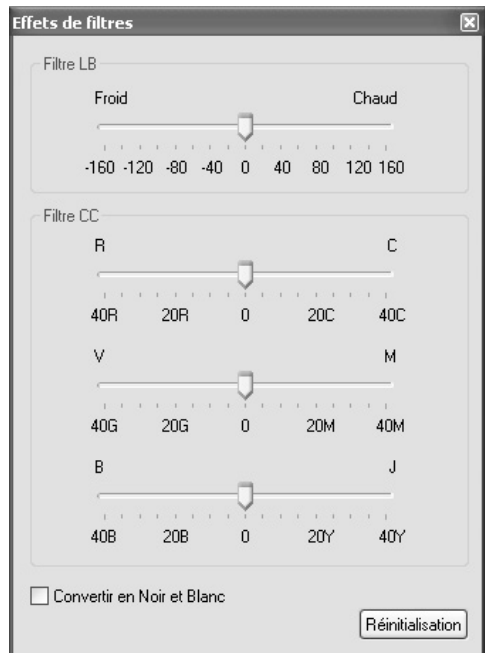 Effets de filtres
Filtre LB
Froid Chaud
-160 -120 -80 -40 0 40 80 120 160
Filtre CC
R C
40R 20R 0 20C 40C
V M
40G 20G 0 20M 40M
B J
40B 20B 0 20Y 40Y
Convertir en Noir et Blanc
Réinitialisation